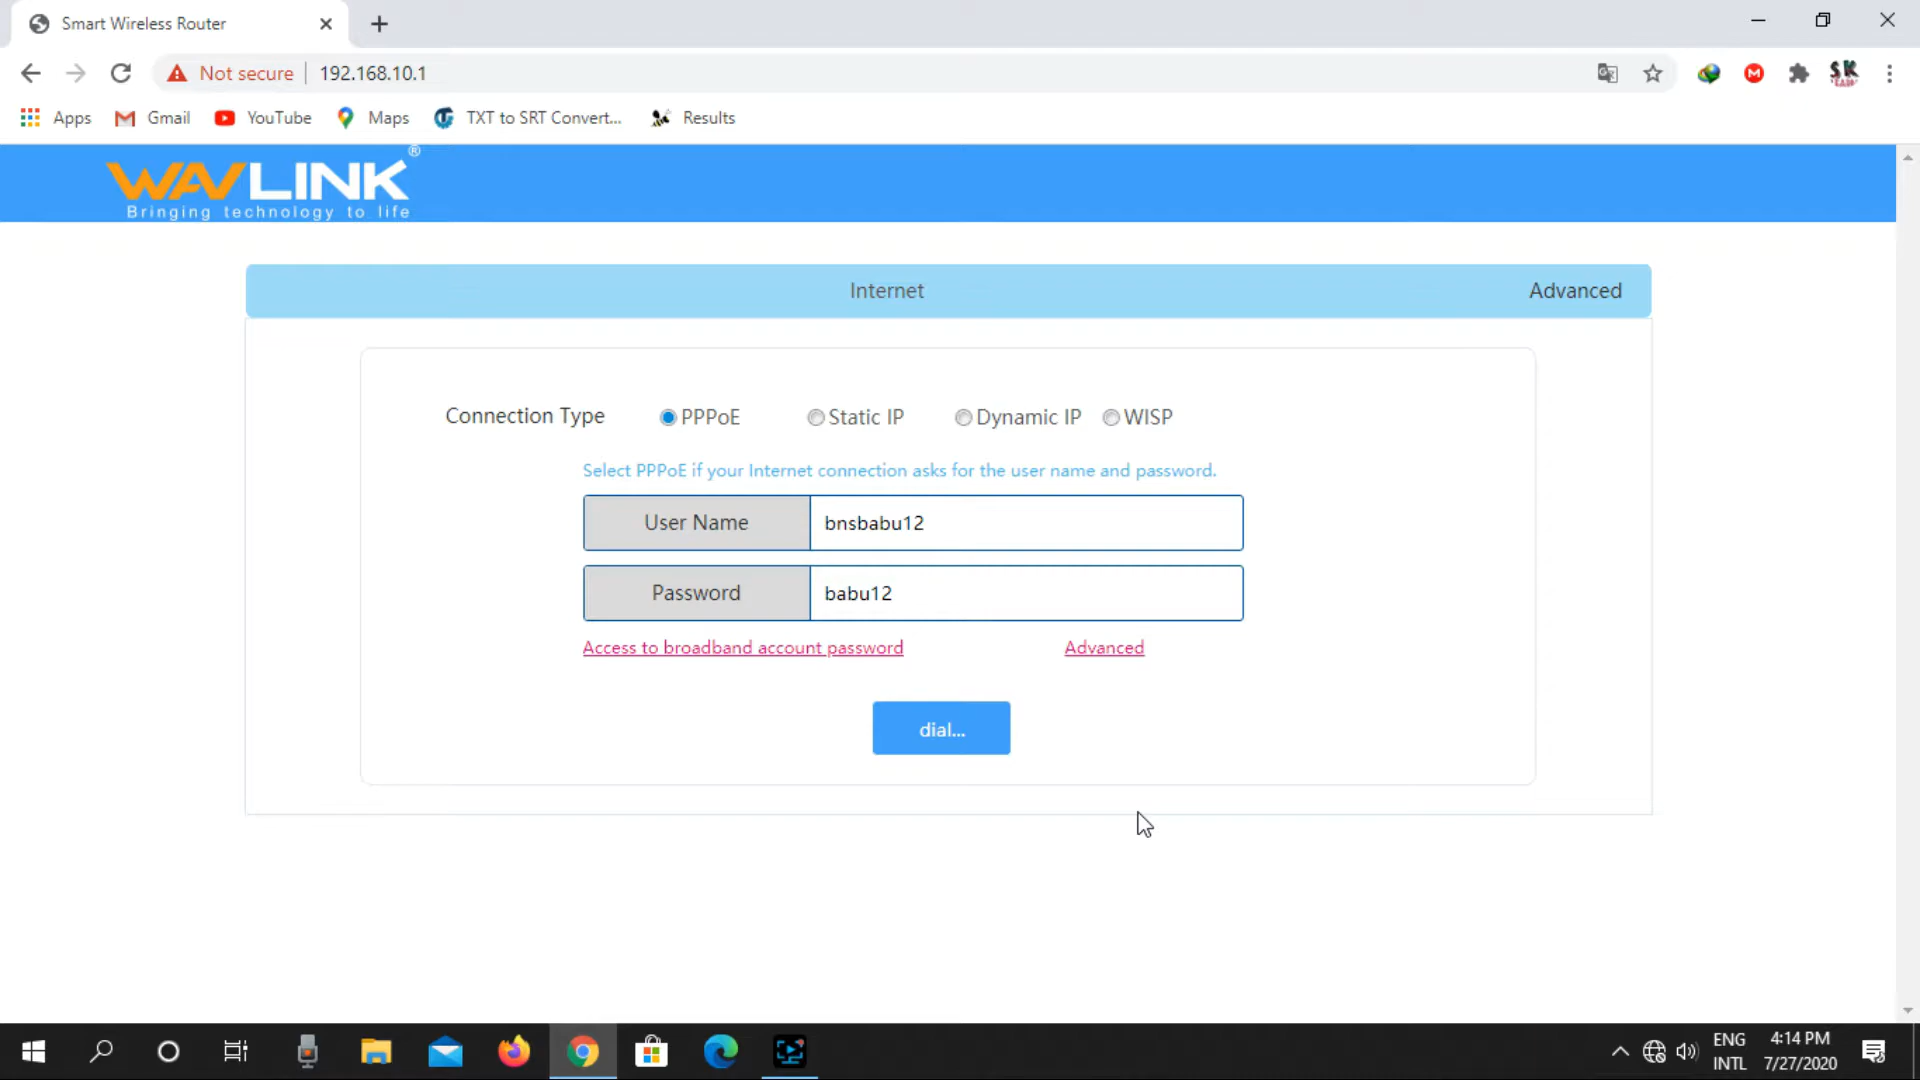 Smart Wireless Router
Not secure 192.168.10.1
Apps Gmail YouTube Maps TXT to SRT Convert... Results
SK
WAVLINK®
Bringing technology to life
Internet Advanced
Connection Type PPPoE Static IP Dynamic IP WISP
Select PPPoE if your Internet connection asks for the user name and password.
User Name bnsbabu12
Password babu12
Access to broadband account password Advanced
dial...
ENG 4:14 PM
INTL 7/27/2020